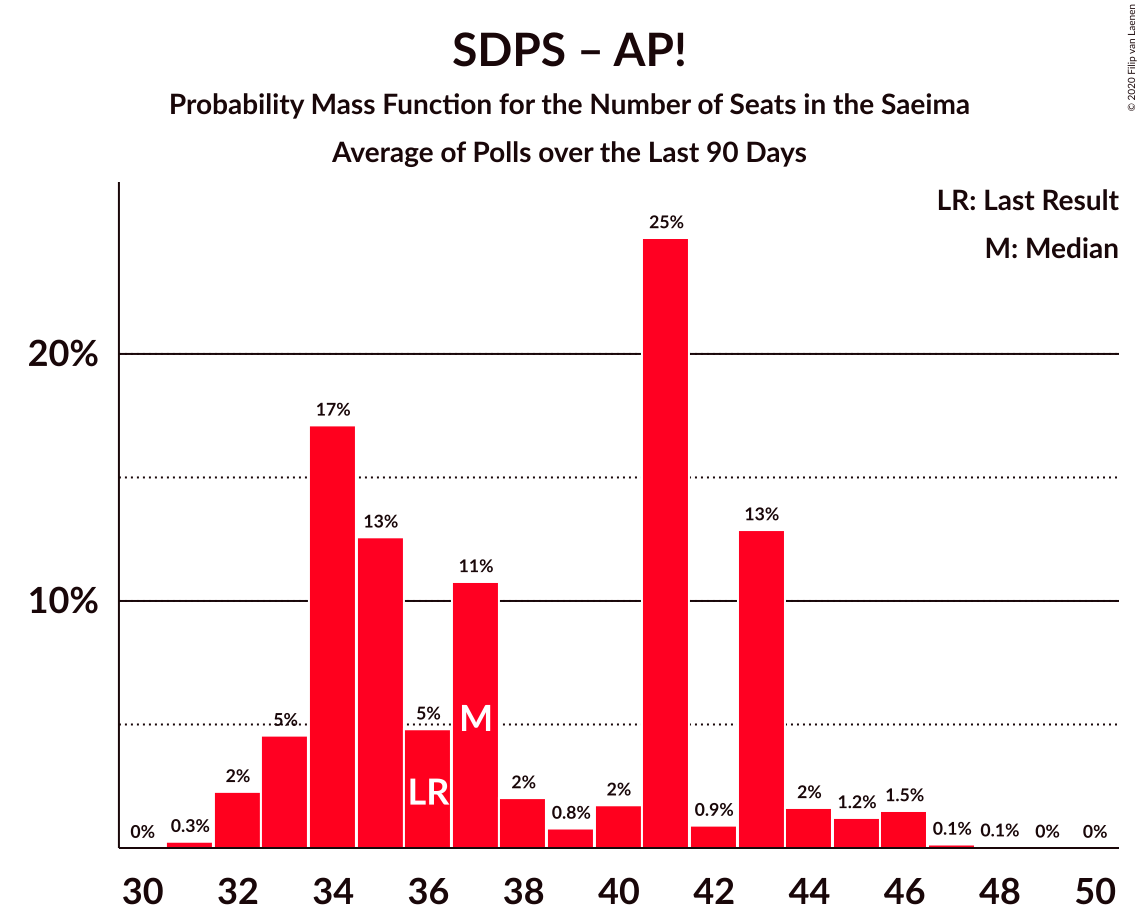 SDPS – AP!
Probability Mass Function for the Number of Seats in the Saeima
Average of Polls over the Last 90 Days
© 2020 Filip van Laenen
LR: Last Result
M: Median
25%
20%
17%
13%
13%
11%
10%
5%
5%
M
2%
LR
2%
2%
2%
1.5%
1.2%
0.8%
0.9%
0%
0.3%
0.1%
0.1%
0%
0%
30 32 34 36 38 40 42 44 46 48 50